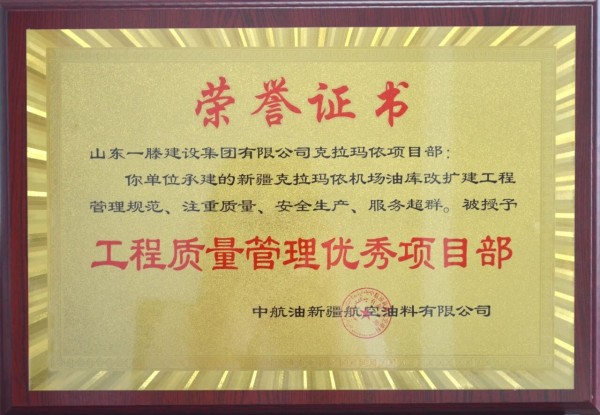 荣誉证书
山东一滕建设集团有限公司克拉玛依项目部：
你单位承建的新疆克拉玛依机场油库改扩建工程
管理规范、注重质量、安全生产、服务超群。被授予
工程质量管理优秀项目部
中航油新疆航空油料有限公司